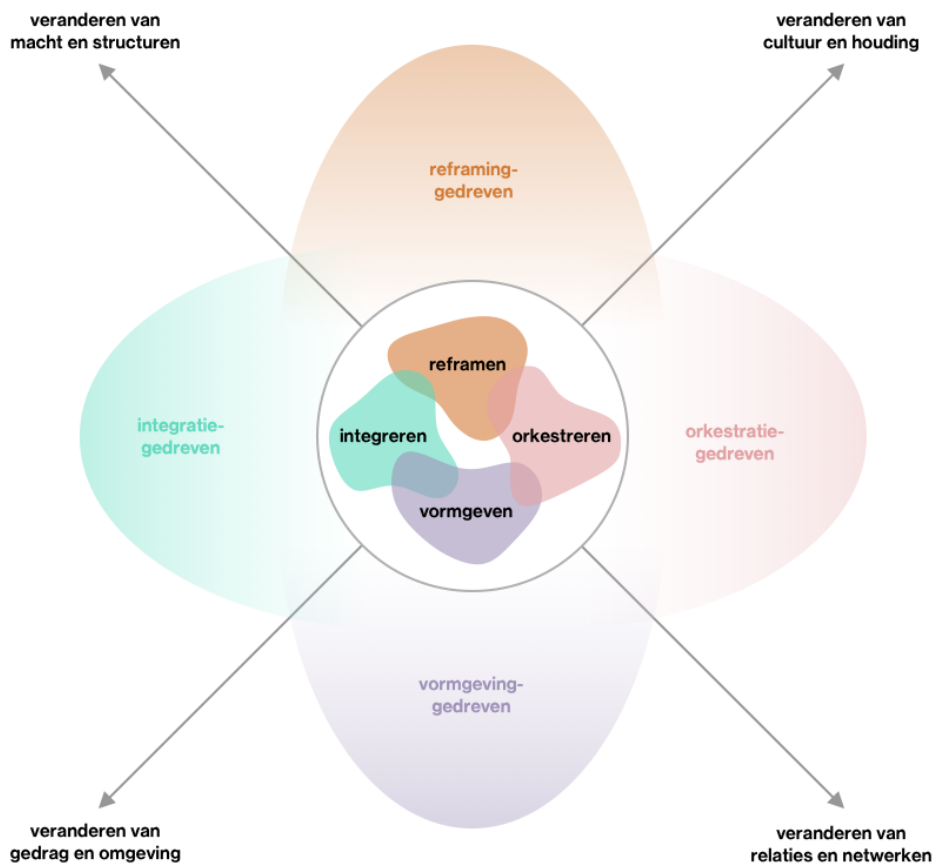 veranderen van
macht en structuren
veranderen van
cultuur en houding
reframing-
gedreven
reframen
integratie-
gedreven
integreren
orkestreren
orkestratie-
gedreven
vormgeven
vormgeving-
gedreven
veranderen van
gedrag en omgeving
veranderen van
relaties en netwerken